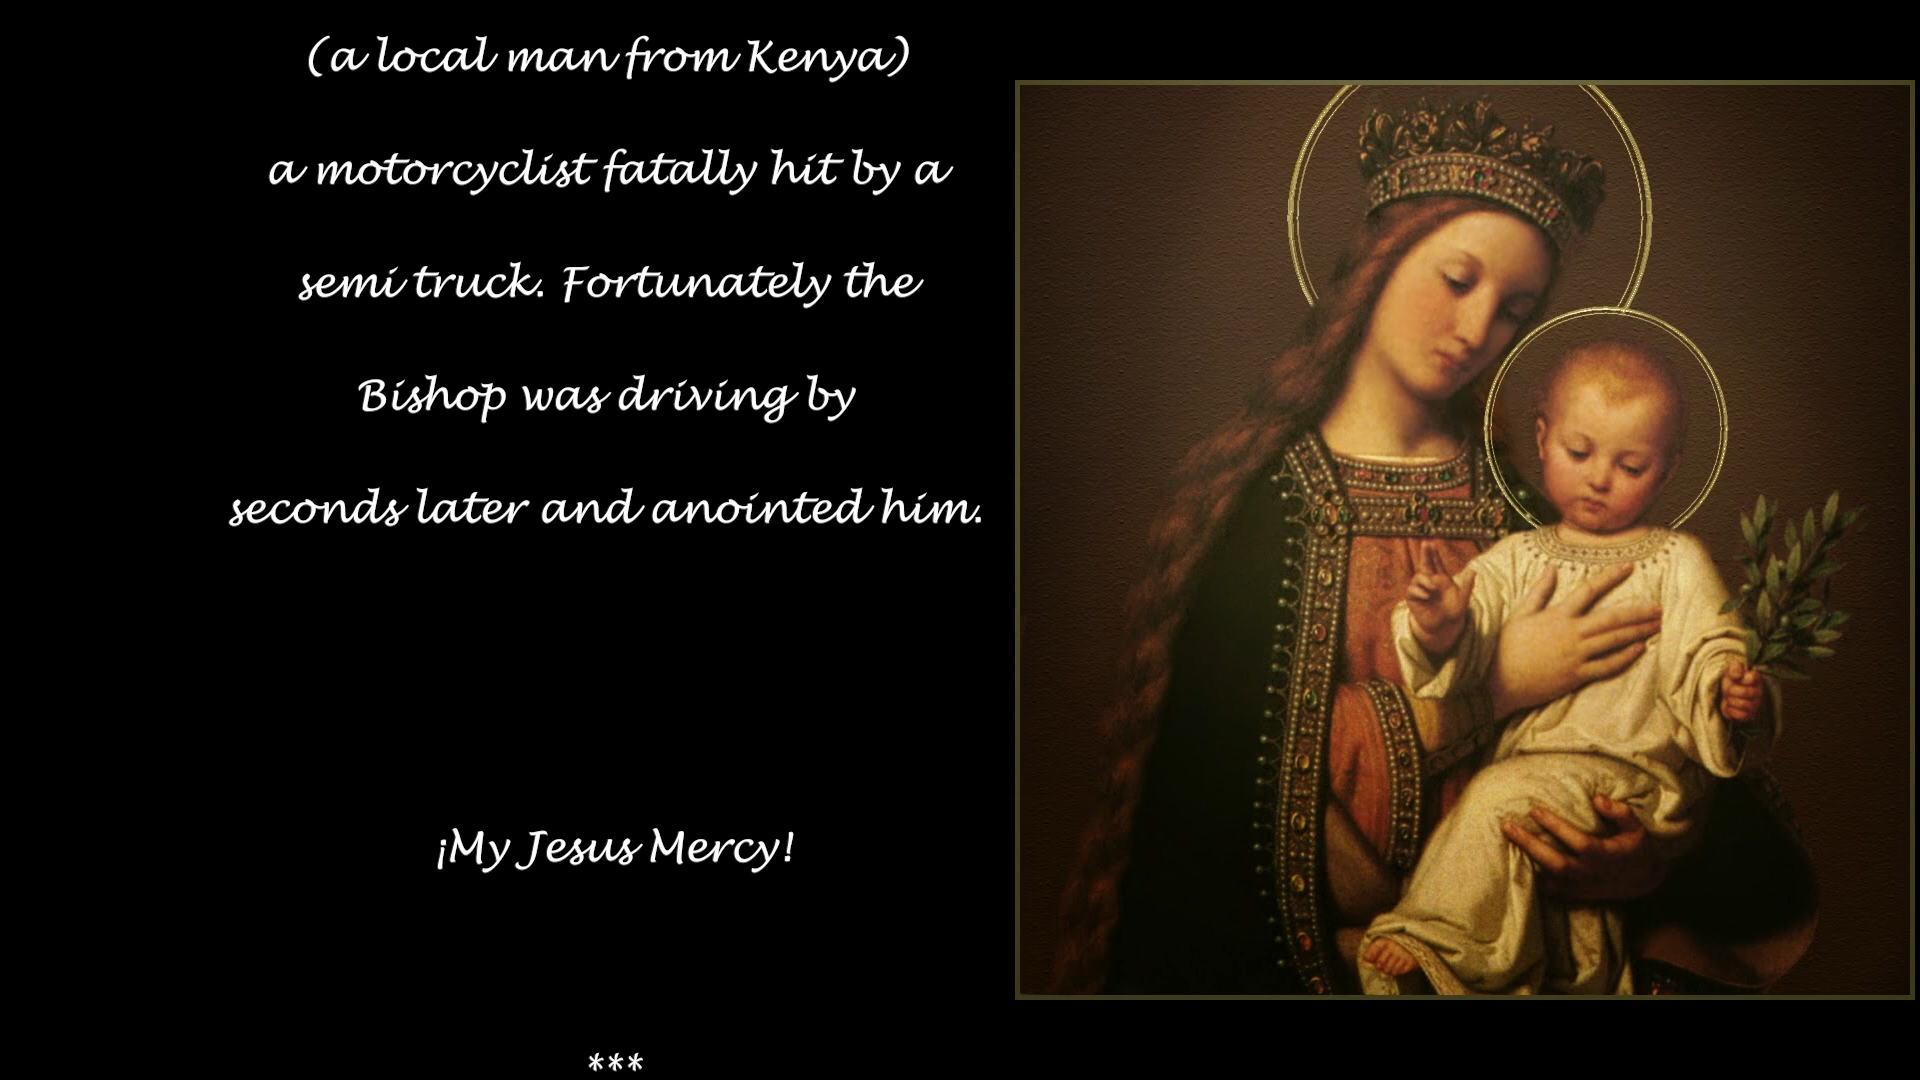 (a local man from Kenya)
a motorcyclist fatally hit by a
semi truck. Fortunately the
Bishop was driving by
seconds later and anointed him.
¡My Jesus Mercy!
***